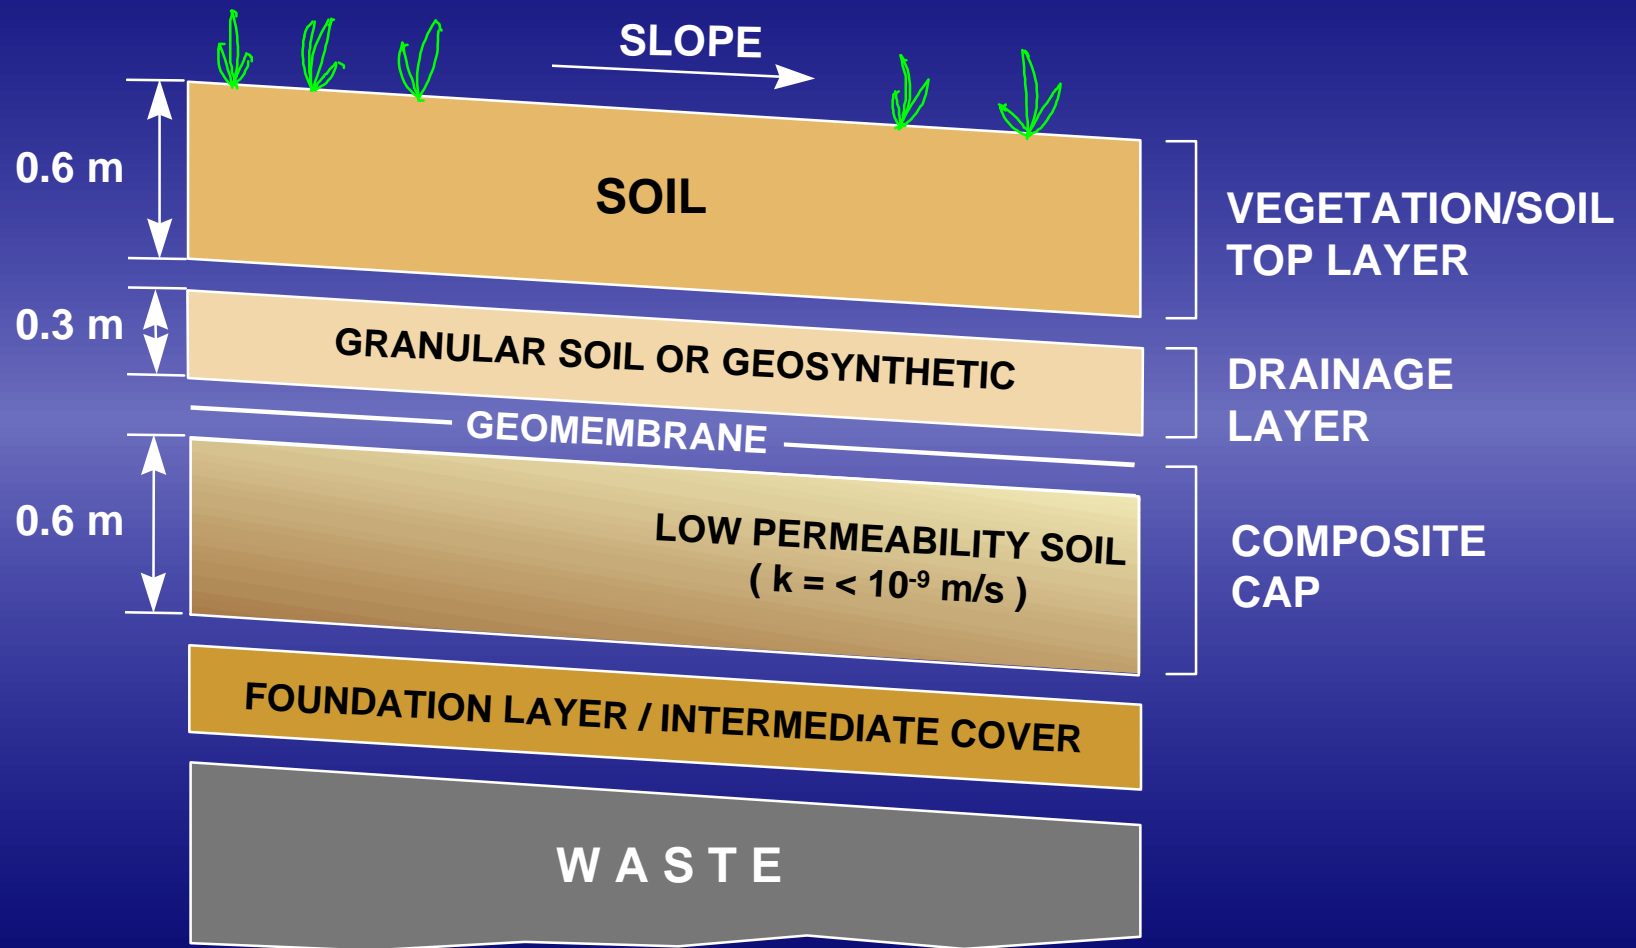 SLOPE
0.6 m
SOIL
VEGETATION/SOIL
TOP LAYER
0.3 m
GRANULAR SOIL OR GEOSYNTHETIC
DRAINAGE
LAYER
GEOMEMBRANE
0.6 m
LOW PERMEABILITY SOIL
( k = < 10⁻⁹ m/s )
COMPOSITE
CAP
FOUNDATION LAYER / INTERMEDIATE COVER
W A S T E